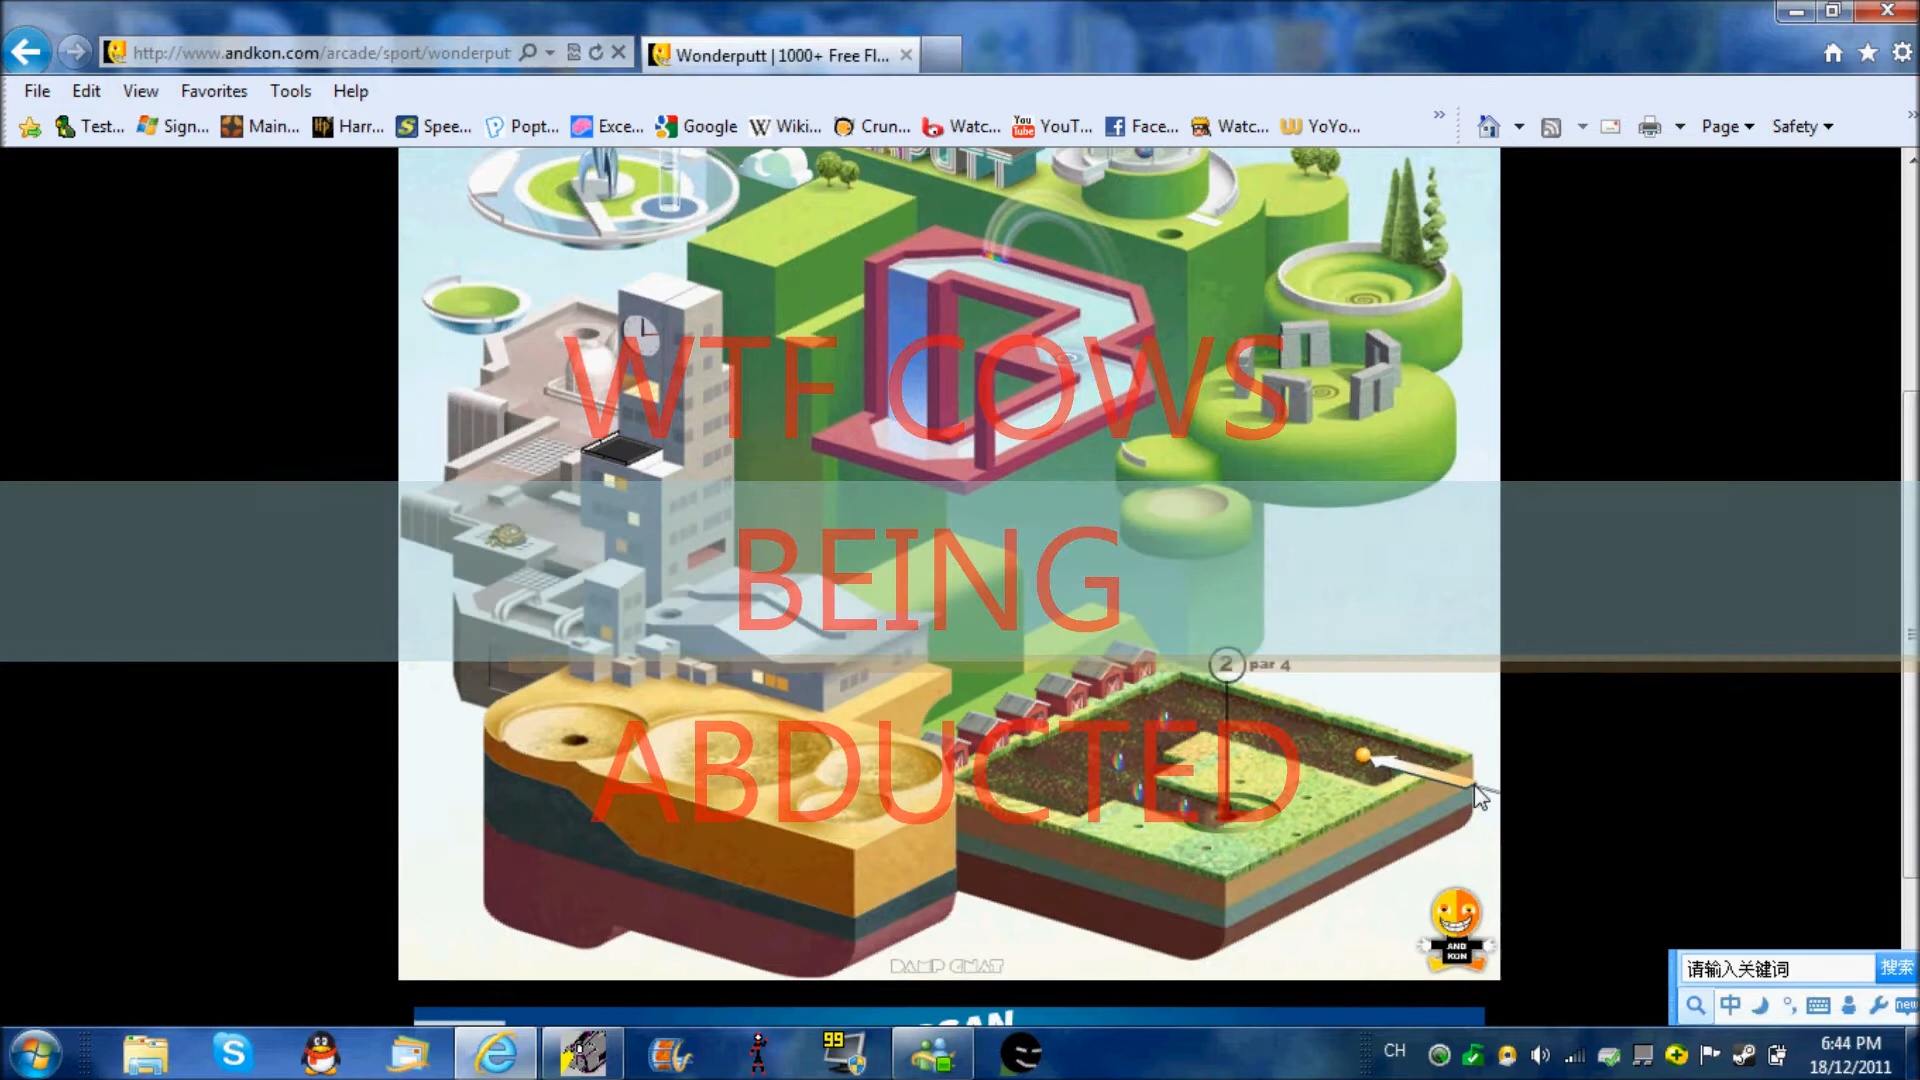 http://www.andkon.com/arcade/sport/wonderput
Wonderputt | 1000+ Free Fl...
File Edit View Favorites Tools Help
Test... Sign... Main... Harr... Spee... Popt... Exce... Google Wiki... Crun... Watc... YouT... Face... Watc... YoYo... Page Safety
WTF COWS
BEING
2 par 4
ABDUCTED
AND
KON
DAMP GNAT
请输入关键词 搜索
中 new
99
CH
6:44 PM
18/12/2011